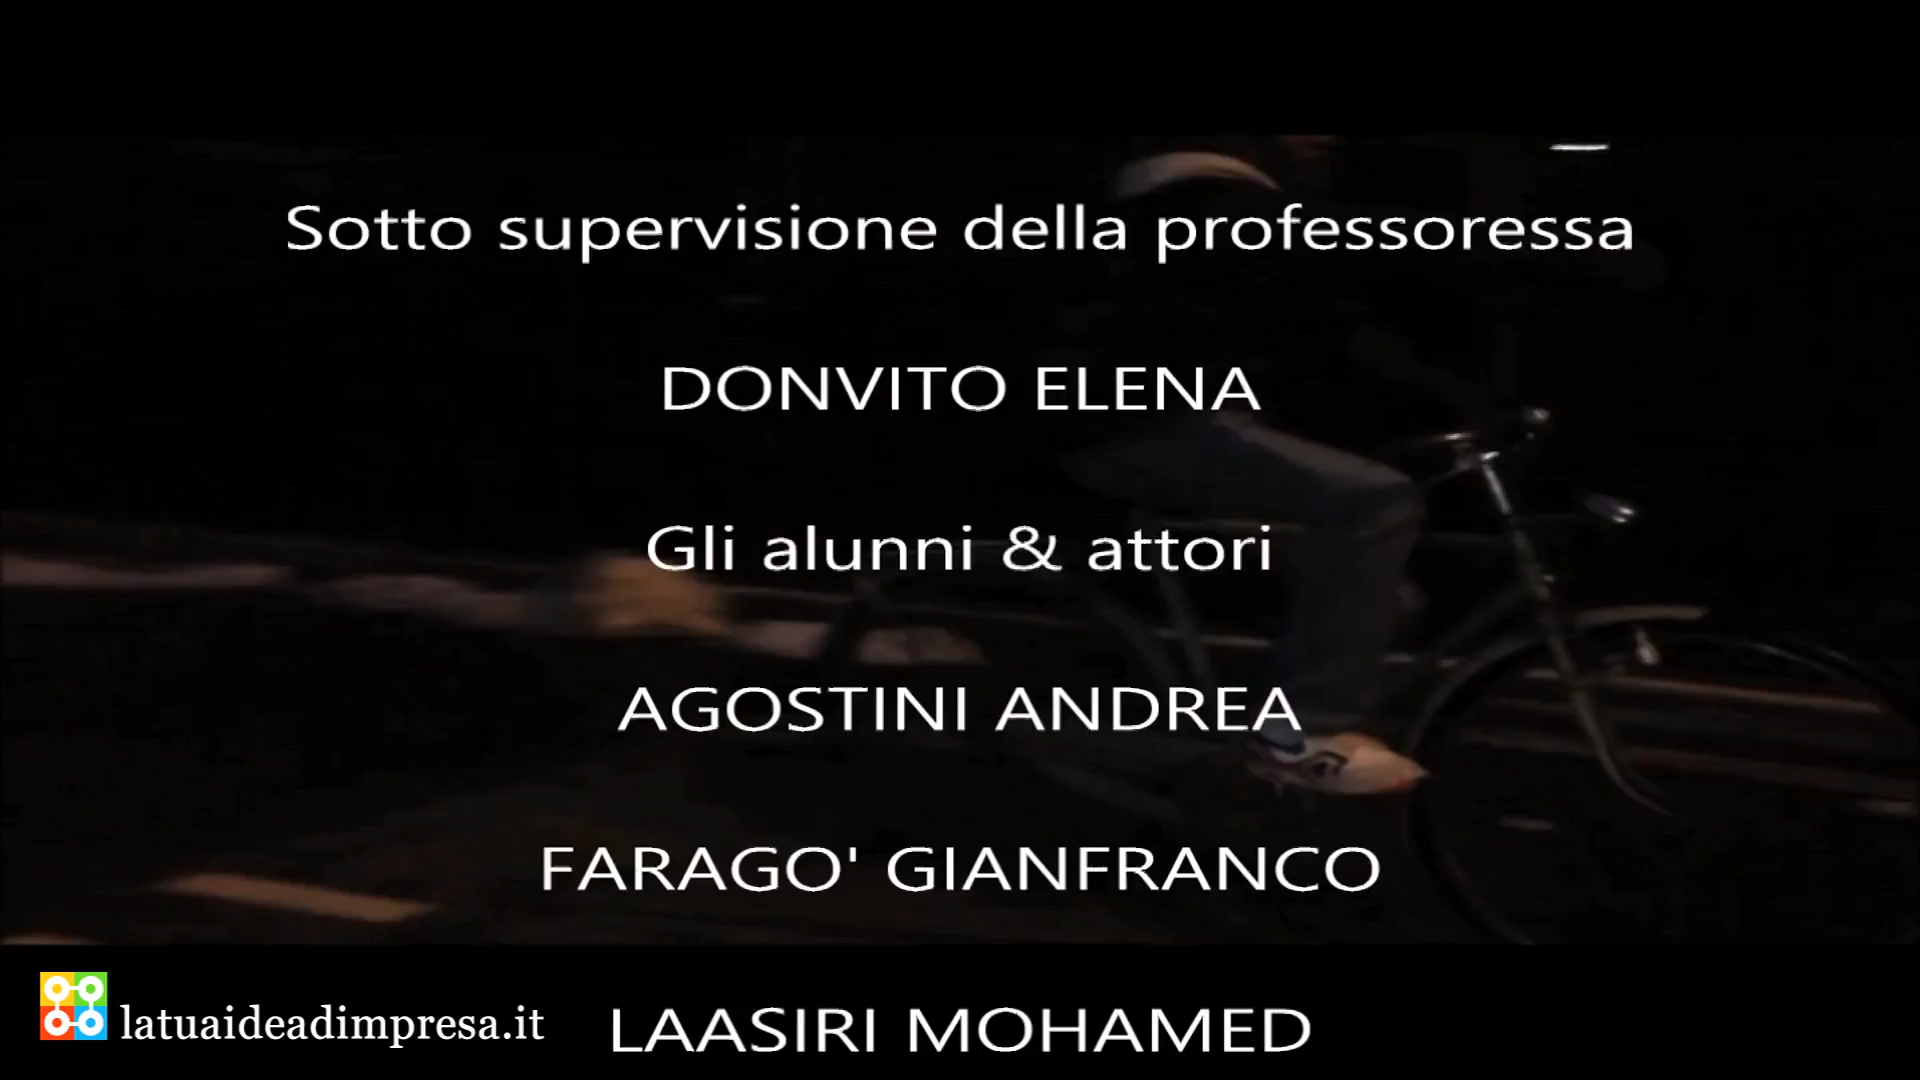 Sotto supervisione della professoressa
DONVITO ELENA
Gli alunni & attori
AGOSTINI ANDREA
FARAGO' GIANFRANCO
LAASIRI MOHAMED
latuaideadimpresa.it